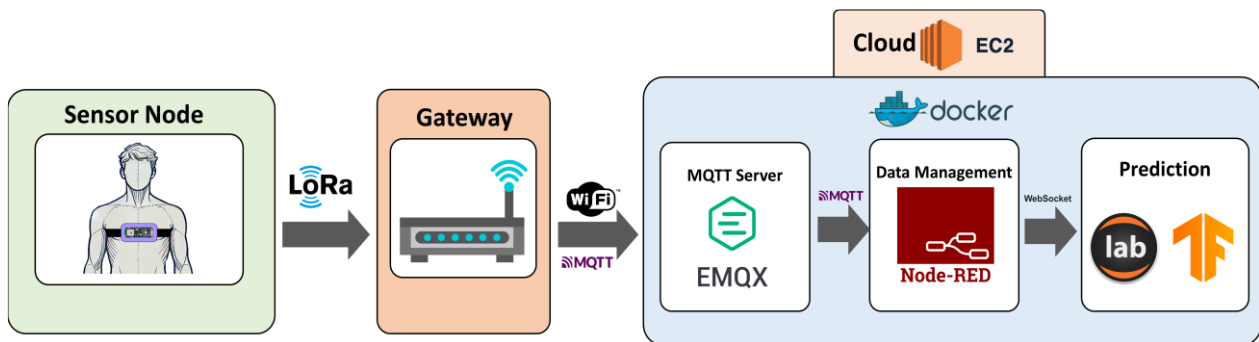 Cloud EC2
docker
Sensor Node
LoRa
Gateway
WiFi™
MQTT
MQTT Server
EMQX
MQTT
Data Management
Node-RED
WebSocket
Prediction
lab